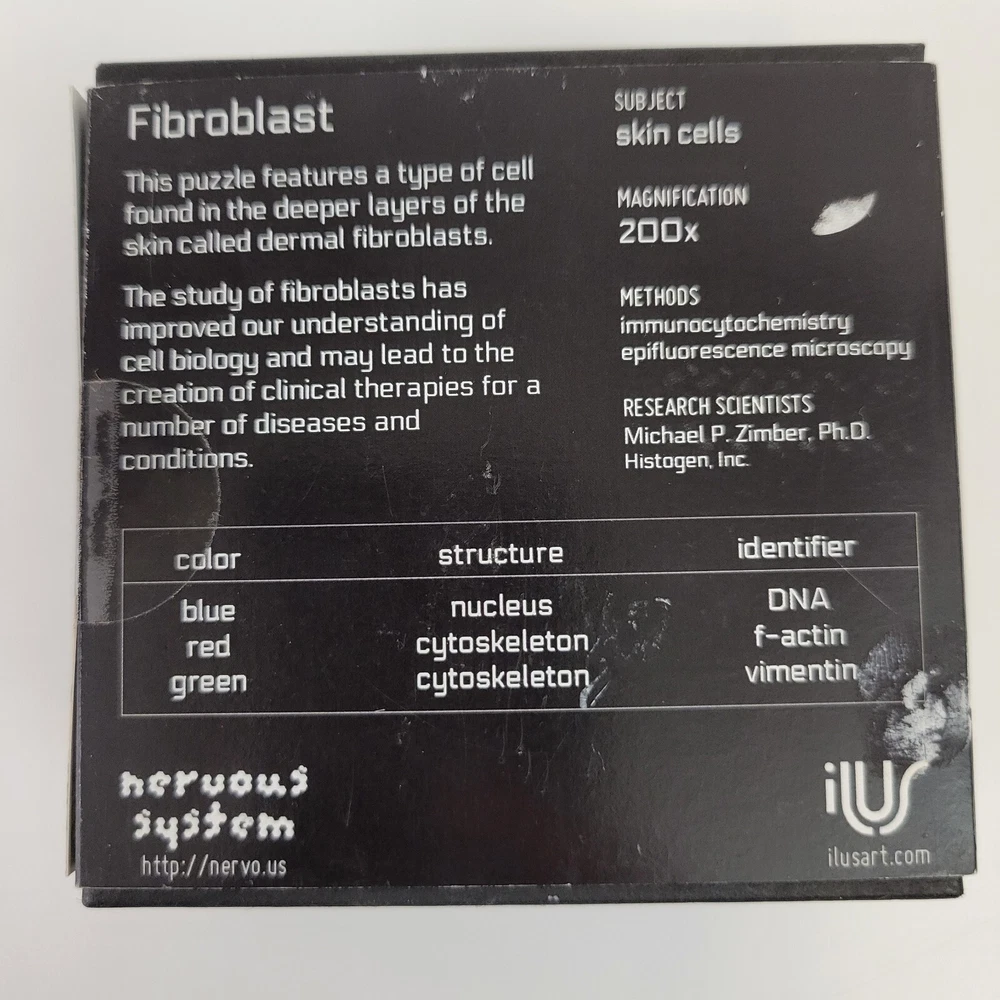 Fibroblast
This puzzle features a type of cell
found in the deeper layers of the
skin called dermal fibroblasts.
The study of fibroblasts has
improved our understanding of
cell biology and may lead to the
creation of clinical therapies for a
number of diseases and
conditions.
SUBJECT
skin cells
MAGNIFICATION
200x
METHODS
immunocytochemistry
epifluorescence microscopy
RESEARCH SCIENTISTS
Michael P. Zimber, Ph.D.
Histogen, Inc.
color structure identifier
blue nucleus DNA
red cytoskeleton f-actin
green cytoskeleton vimentin
nervous
system
http://nervo.us
ilus
ilusart.com